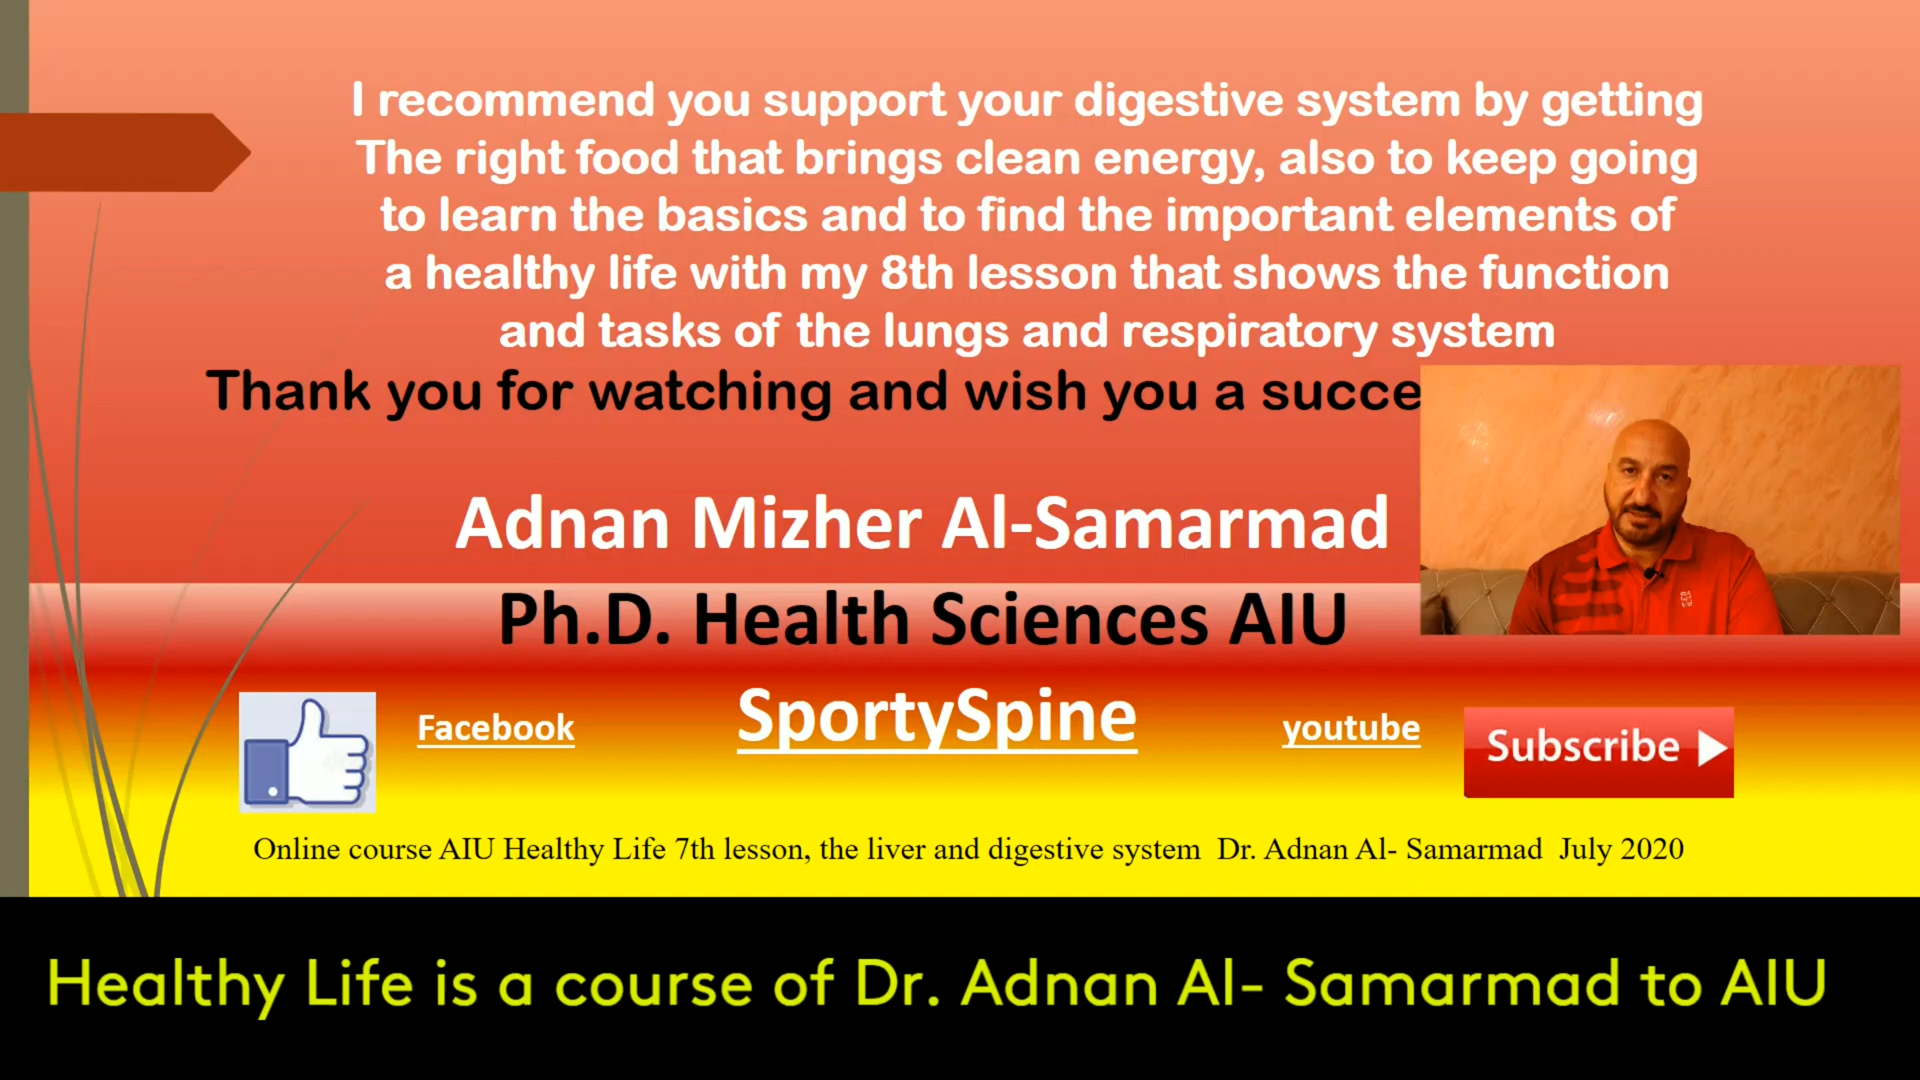 I recommend you support your digestive system by getting
The right food that brings clean energy, also to keep going
to learn the basics and to find the important elements of
a healthy life with my 8th lesson that shows the function
and tasks of the lungs and respiratory system
Thank you for watching and wish you a succe
Adnan Mizher Al-Samarmad
Ph.D. Health Sciences AIU
Facebook SportySpine youtube
Subscribe
Online course AIU Healthy Life 7th lesson, the liver and digestive system Dr. Adnan Al- Samarmad July 2020
Healthy Life is a course of Dr. Adnan Al- Samarmad to AIU